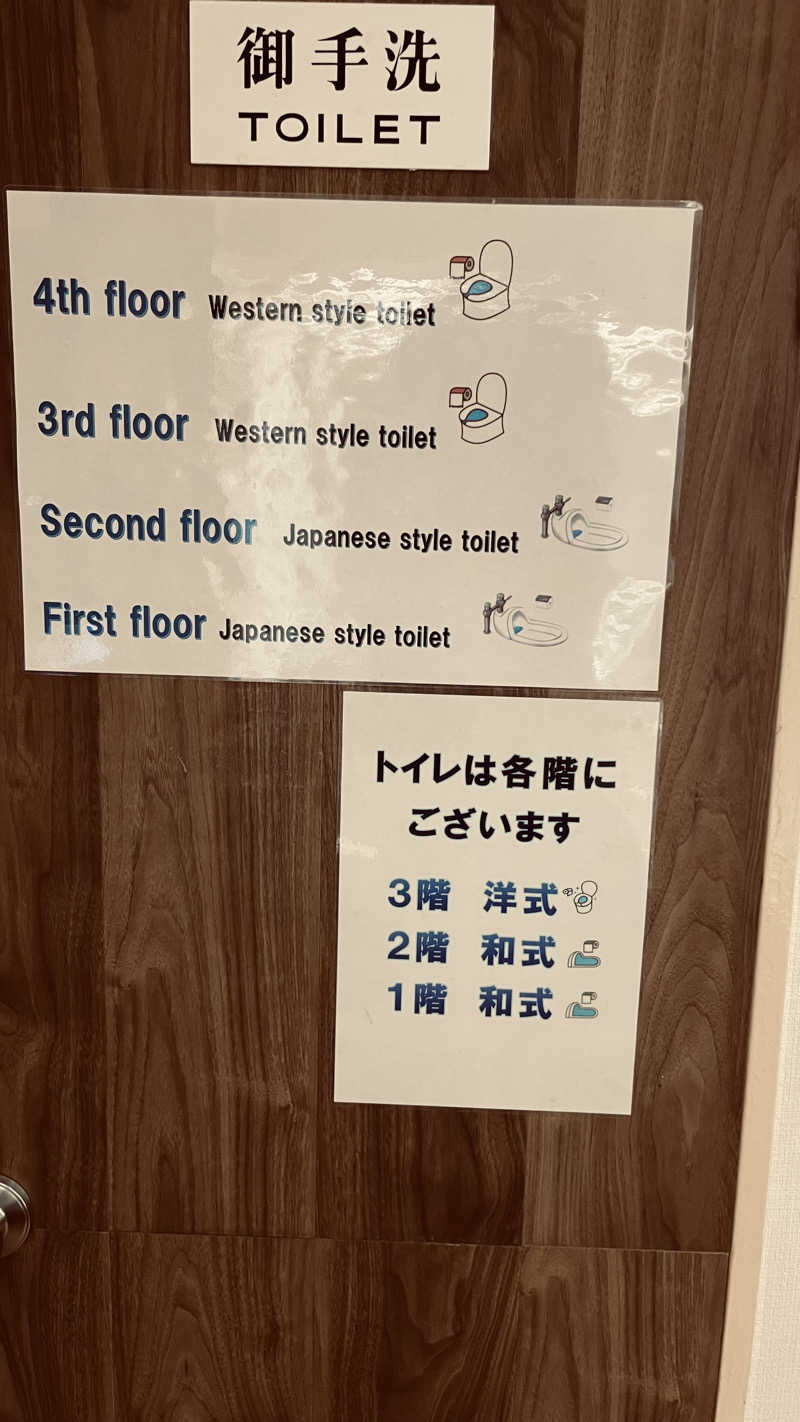 御手洗
TOILET
4th floor Western style toilet
3rd floor Western style toilet
Second floor Japanese style toilet
First floor Japanese style toilet
トイレは各階に
ございます
3階 洋式
2階 和式
1階 和式